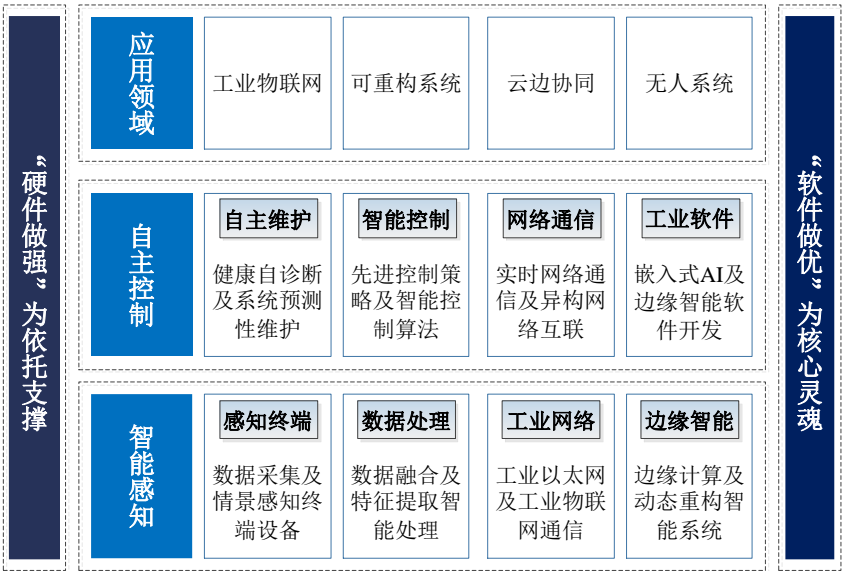 “硬件做强”为依托支撑
应用领域
工业物联网
可重构系统
云边协同
无人系统
自主控制
自主维护
健康自诊断
及系统预测
性维护
智能控制
先进控制策
略及智能控
制算法
网络通信
实时网络通
信及异构网
络互联
工业软件
嵌入式AI及
边缘智能软
件开发
智能感知
感知终端
数据采集及
情景感知终
端设备
数据处理
数据融合及
特征提取智
能处理
工业网络
工业以太网
及工业物联
网通信
边缘智能
边缘计算及
动态重构智
能系统
“软件做优”为核心灵魂